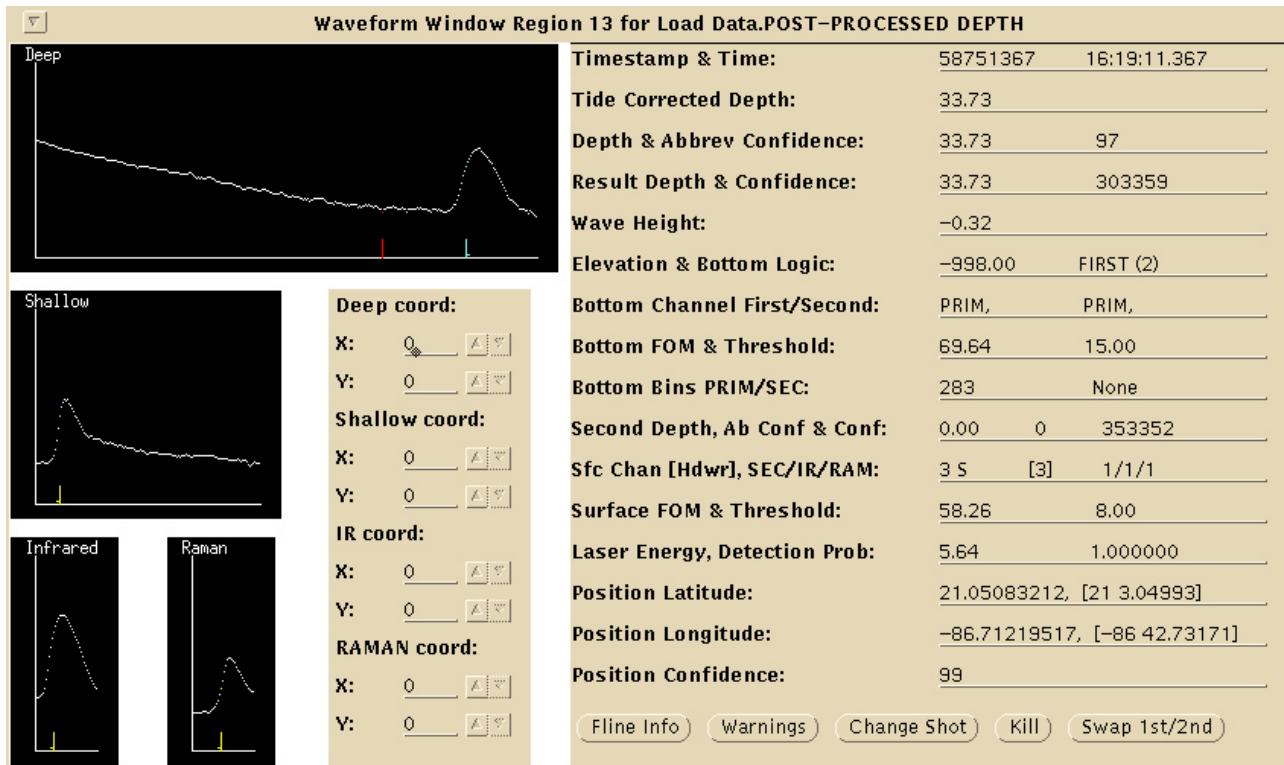 Waveform Window Region 13 for Load Data.POST-PROCESSED DEPTH
Deep
Timestamp & Time: 58751367 16:19:11.367
Tide Corrected Depth: 33.73
Depth & Abbrev Confidence: 33.73 97
Result Depth & Confidence: 33.73 303359
Wave Height: -0.32
Elevation & Bottom Logic: -998.00 FIRST (2)
Bottom Channel First/Second: PRIM, PRIM,
Bottom FOM & Threshold: 69.64 15.00
Bottom Bins PRIM/SEC: 283 None
Second Depth, Ab Conf & Conf: 0.00 0 353352
Sfc Chan [Hdwr], SEC/IR/RAM: 3 S [3] 1/1/1
Surface FOM & Threshold: 58.26 8.00
Laser Energy, Detection Prob: 5.64 1.000000
Position Latitude: 21.05083212, [21 3.04993]
Position Longitude: -86.71219517, [-86 42.73171]
Position Confidence: 99
Fline Info Warnings Change Shot Kill Swap 1st/2nd
Shallow
Deep coord:
X: 0
Y: 0
Shallow coord:
X: 0
Y: 0
IR coord:
X: 0
Y: 0
RAMAN coord:
X: 0
Y: 0
Infrared
Raman